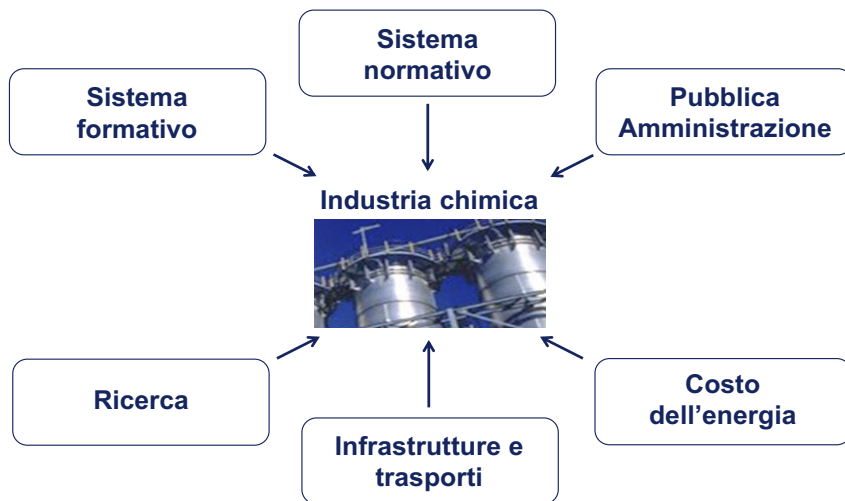 Sistema
normativo
Sistema
formativo
Pubblica
Amministrazione
Industria chimica
Ricerca
Costo
dell’energia
Infrastrutture e
trasporti